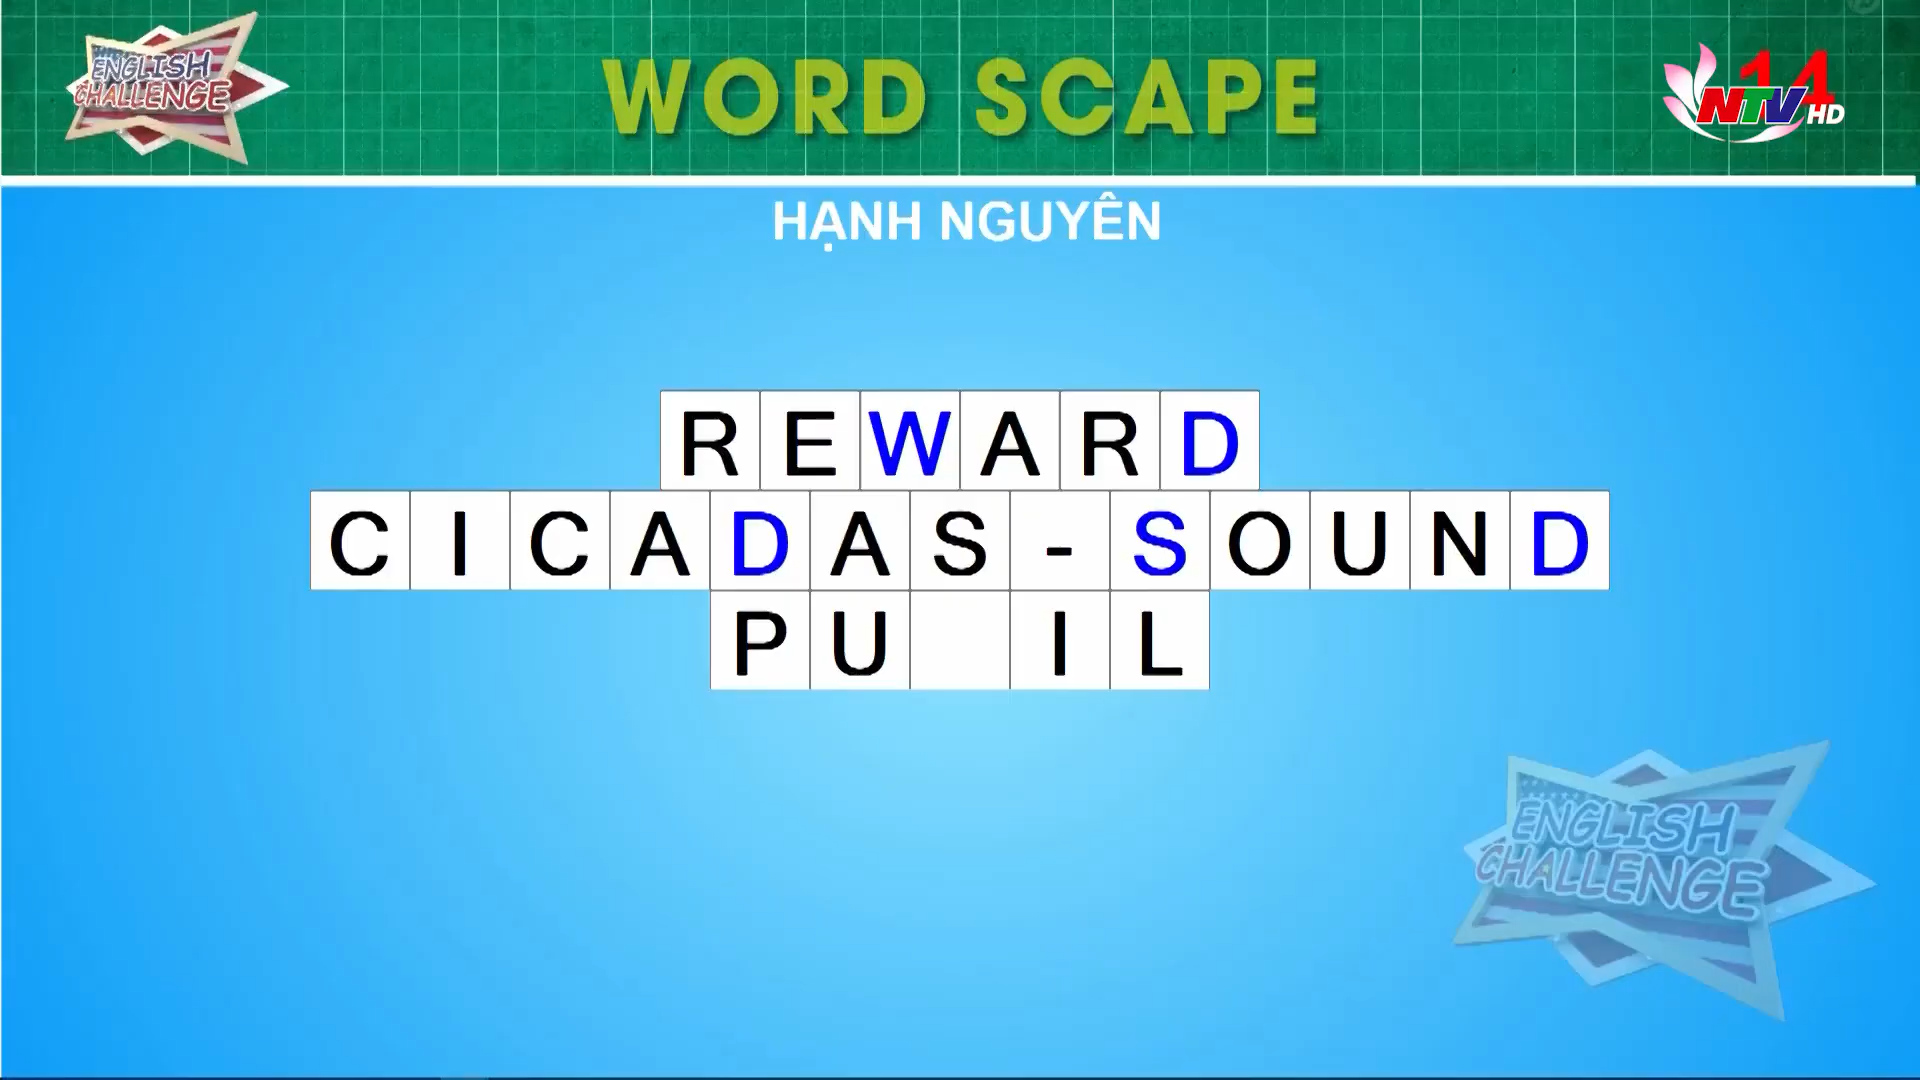 ENGLISH
CHALLENGE
WORD SCAPE
14
NTV HD
HẠNH NGUYÊN
REWARD
CICADAS-SOUND
PU IL
ENGLISH
CHALLENGE